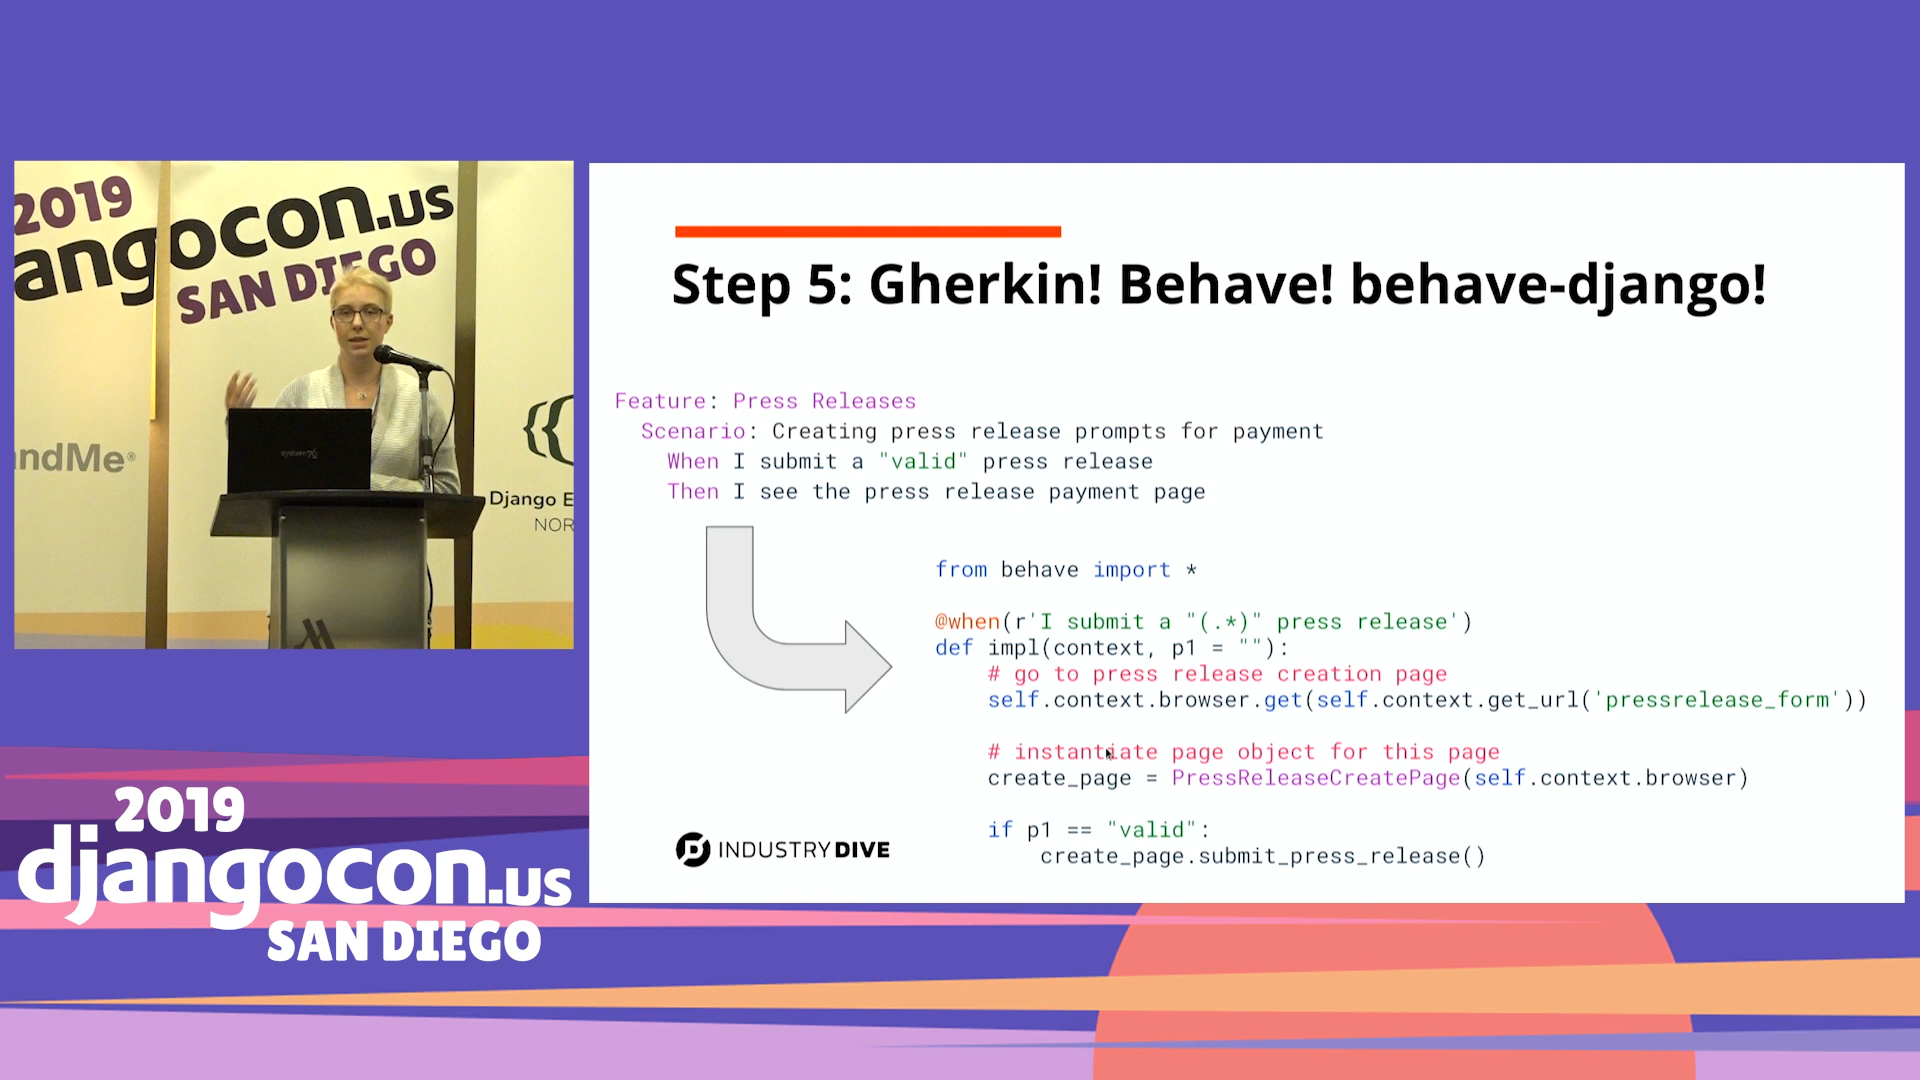 2019
angocon.us
SAN DIEGO
ndMe®
Django E
NOR
Step 5: Gherkin! Behave! behave-django!
Feature: Press Releases
Scenario: Creating press release prompts for payment
When I submit a "valid" press release
Then I see the press release payment page
from behave import *
@when(r'I submit a "(.*)" press release')
def impl(context, p1 = ""):
# go to press release creation page
self.context.browser.get(self.context.get_url('pressrelease_form'))
# instantiate page object for this page
create_page = PressReleaseCreatePage(self.context.browser)
if p1 == "valid":
create_page.submit_press_release()
INDUSTRY DIVE
2019
djangocon.us
SAN DIEGO